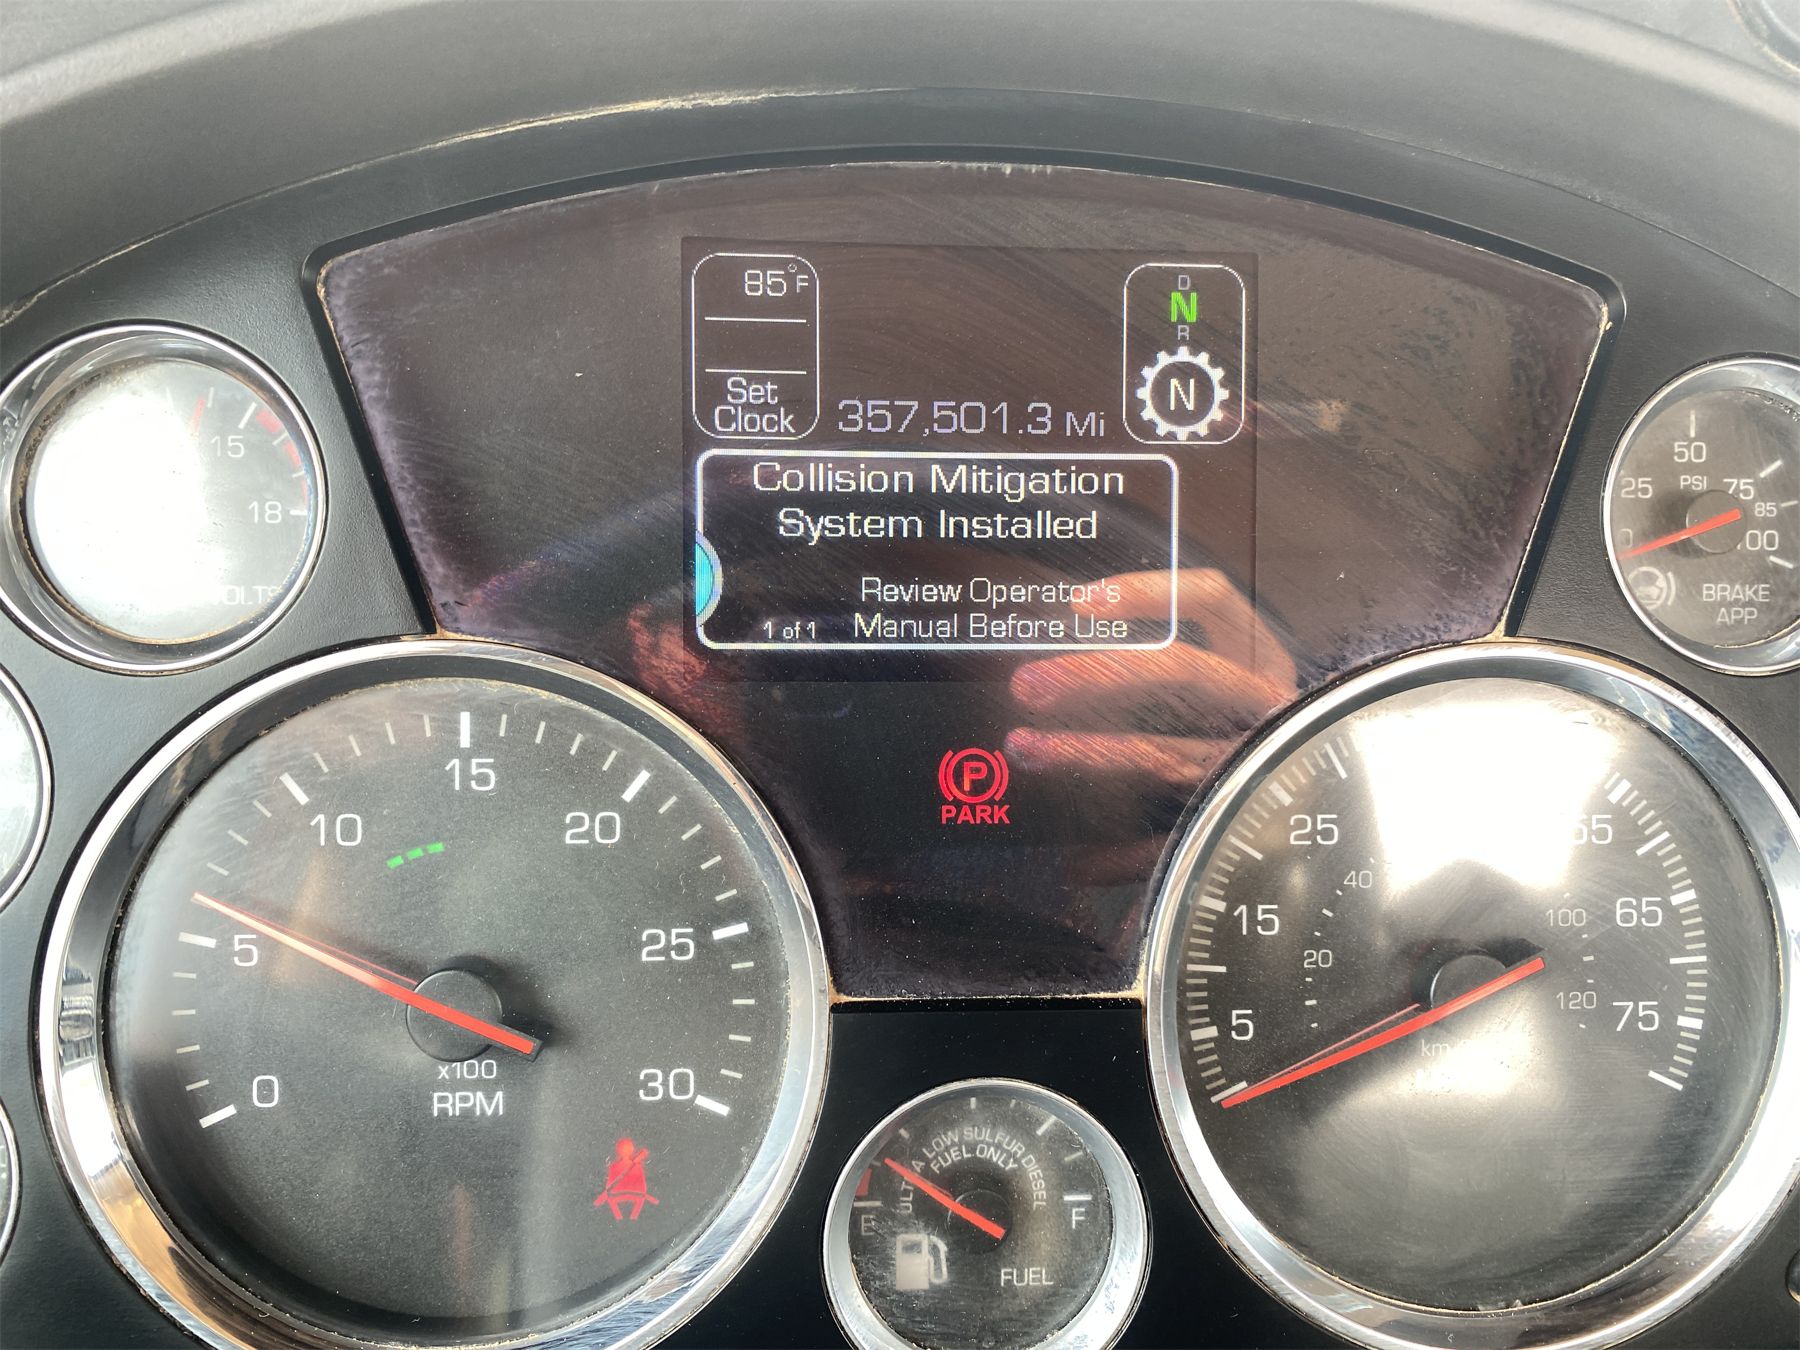 85°F
Set
Clock
357,501.3 Mi
D
N
R
N
Collision Mitigation
System Installed
Review Operator's
Manual Before Use
1 of 1
15
18
VOLTS
25
50
75
85
PSI
BRAKE
APP
PARK
0
5
10
15
20
25
30
x100
RPM
5
15
25
65
75
20
40
100
120
ULTRA LOW SULFUR DIESEL
FUEL ONLY
E
F
FUEL